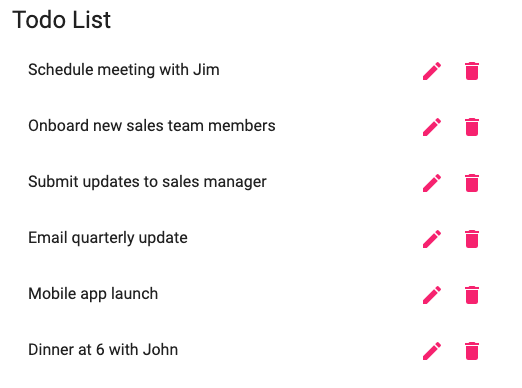 Todo List
Schedule meeting with Jim
Onboard new sales team members
Submit updates to sales manager
Email quarterly update
Mobile app launch
Dinner at 6 with John